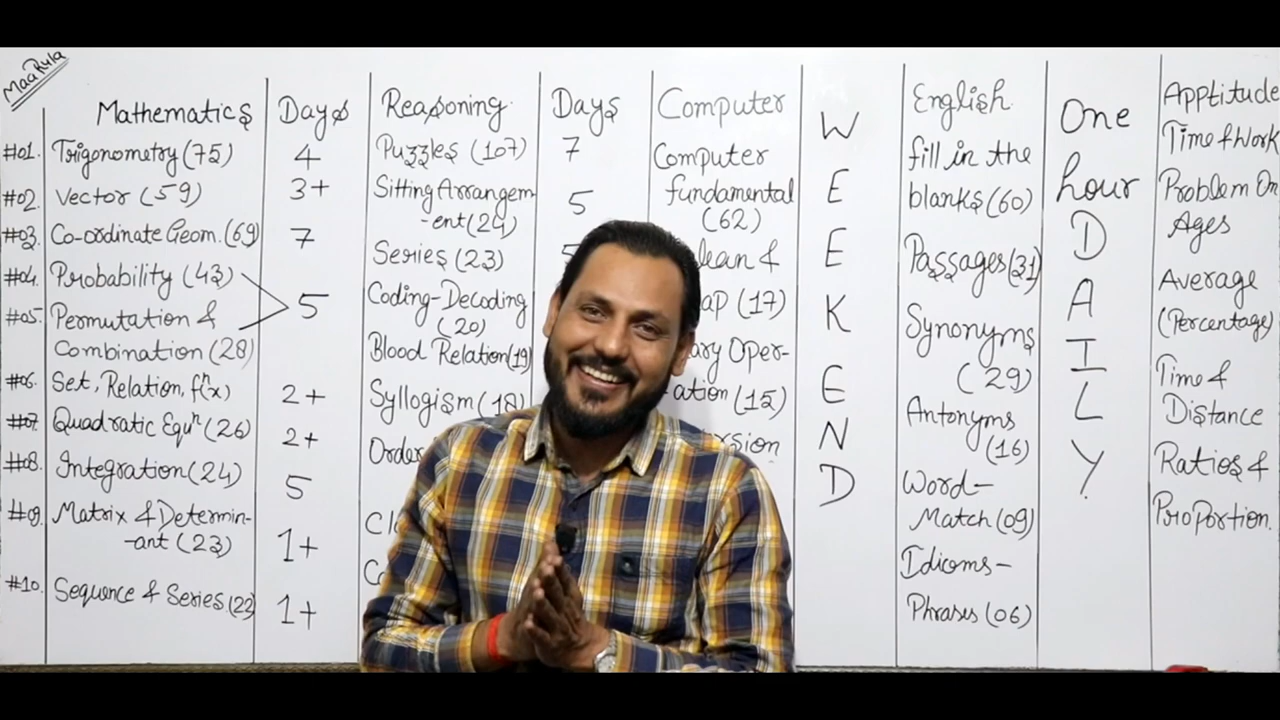 MaaRula
Mathematics
#01. Trigonometry (75)
#02. Vector (59)
#03. Co-ordinate Geom. (69)
#04. Probability (43)
#05. Permutation &
Combination (28)
#06. Set, Relation, fⁿ(x)
#07. Quadratic Equⁿ (26)
#08. Integration (24)
#09. Matrix & Determin-
-ant (23)
#10. Sequence & Series (22)
Days
4
3+
7
5
2+
2+
5
1+
1+
Reasoning
Puzzles (107)
Sitting Arrangem-
-ent (24)
Series (23)
Coding-Decoding
(20)
Blood Relation (19)
Syllogism (18)
Order
Days
7
5
Computer
Computer
fundamental
(62)
&
(17)
Oper-
-ation (15)
WEEKEND
English
fill in the
blanks (60)
Passages (31)
Synonyms
(29)
Antonyms
(16)
Word-
Match (09)
Idioms-
Phrases (06)
One
hour
DAILY
Apptitude
Time & Work
Problem On
Ages
Average
(Percentage)
Time &
Distance
Ratios &
Proportion.